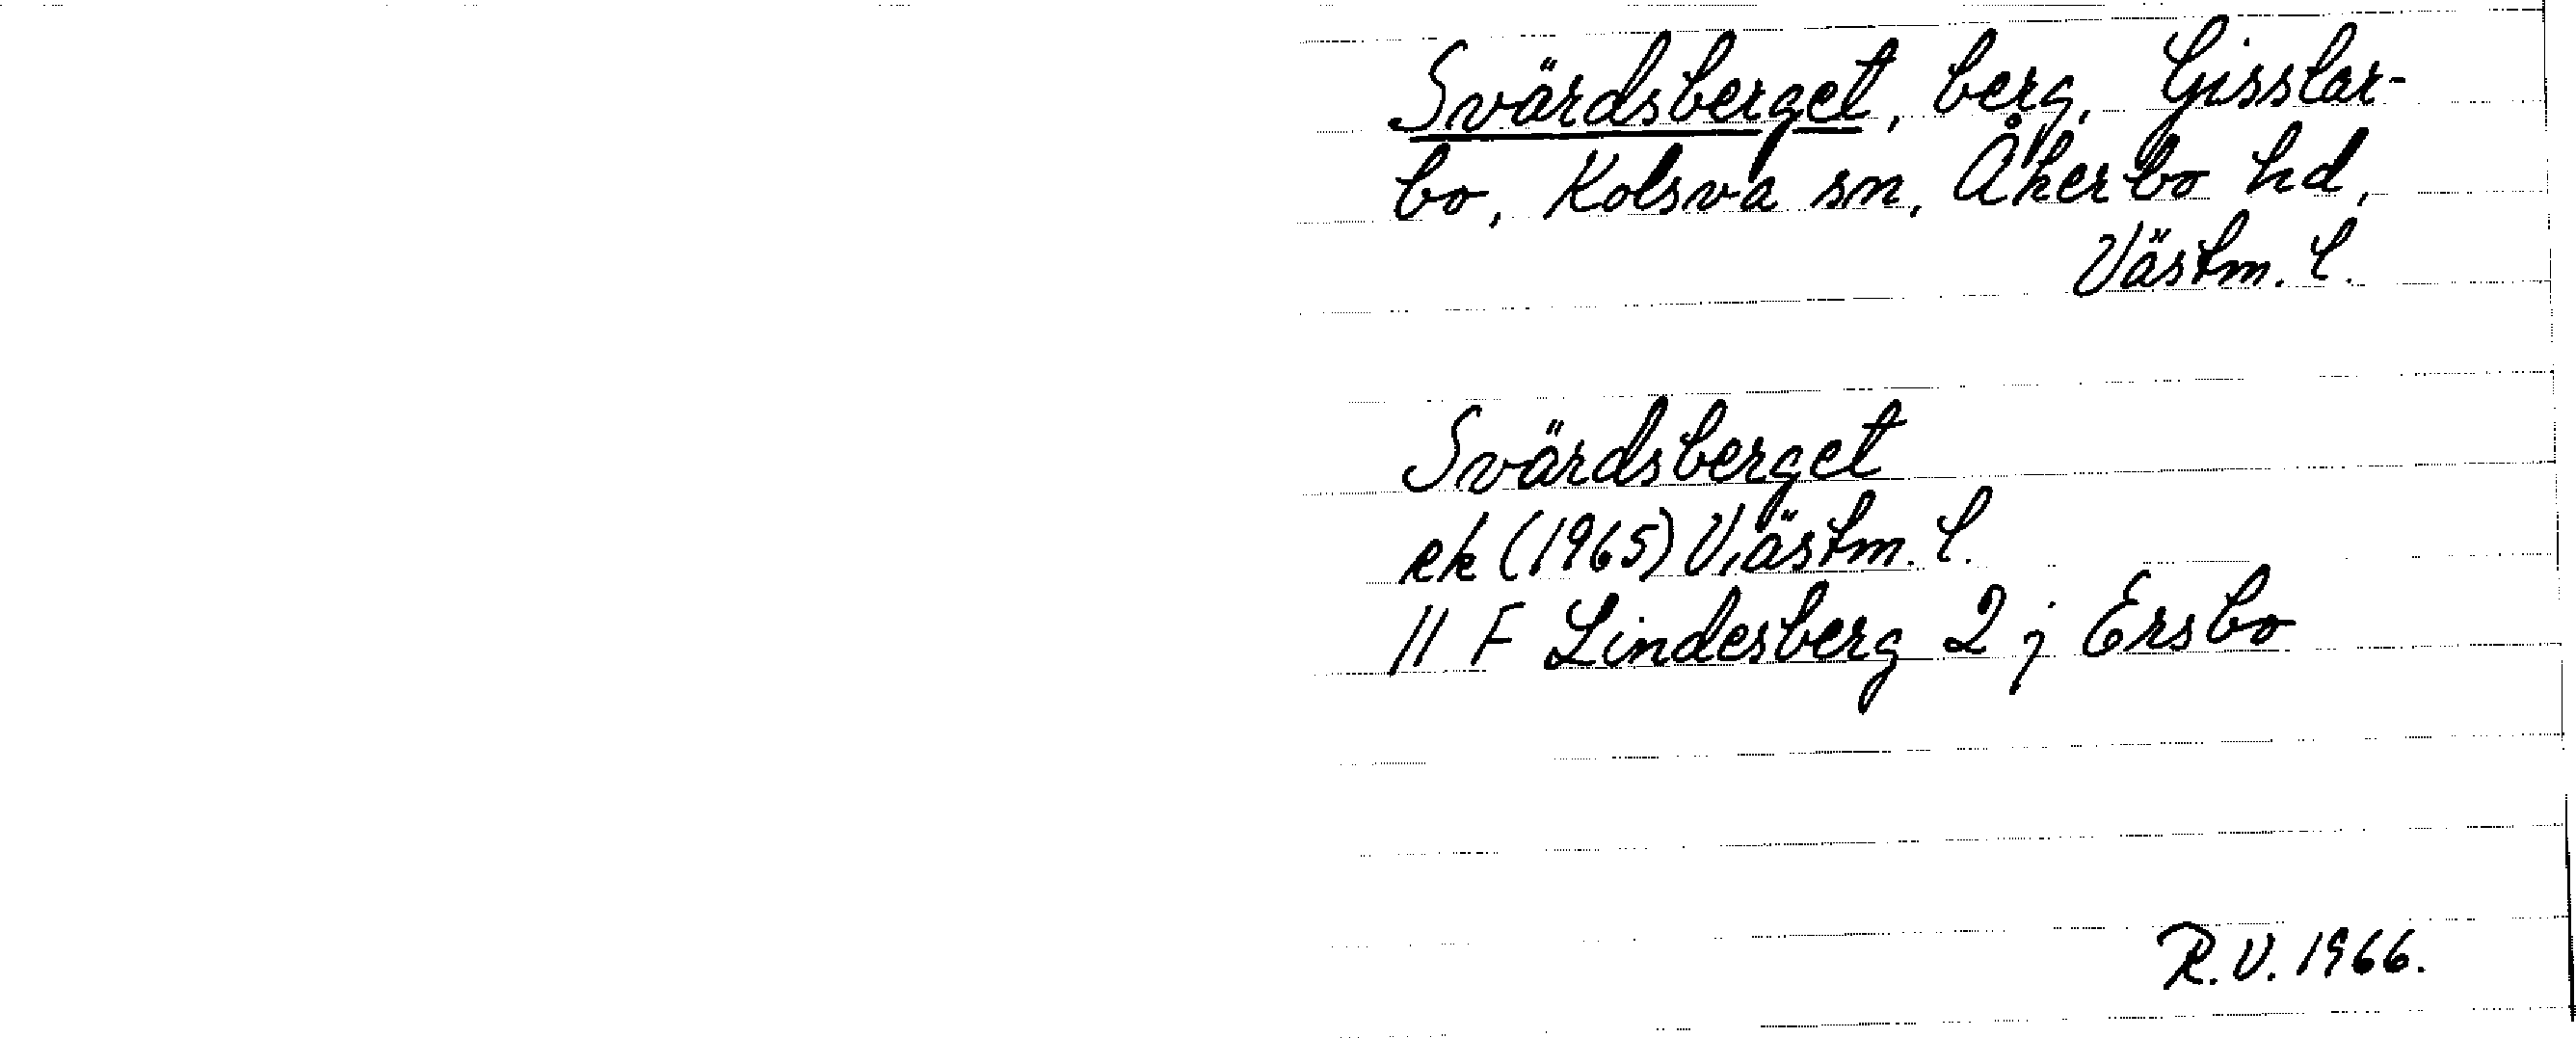 Svärdsberget, berg, Gisslar-
bo, Kolsva sn, Åkerbo hd,
Västm. l.
Svärdsberget
ek (1965) Västm. l.
11 F Lindesberg 2 j Ersbo
R.V. 1966.